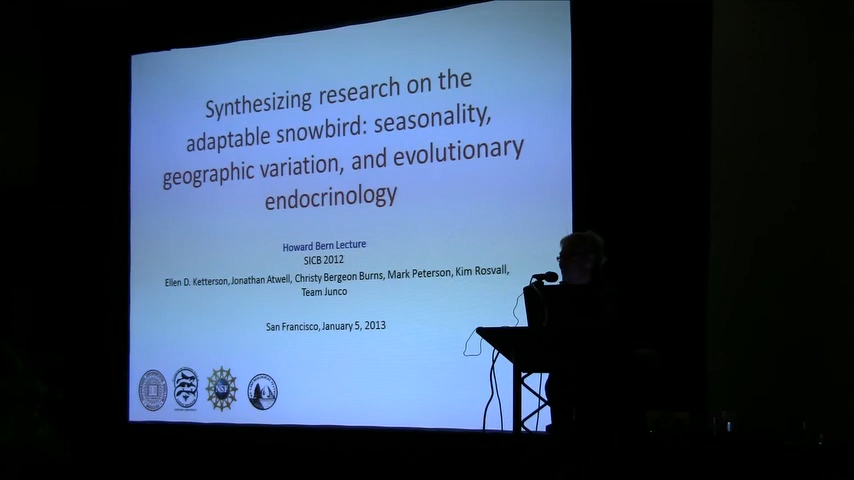 Synthesizing research on the
adaptable snowbird: seasonality,
geographic variation, and evolutionary
endocrinology
Howard Bern Lecture
SICB 2012
Ellen D. Ketterson, Jonathan Atwell, Christy Bergeon Burns, Mark Peterson, Kim Rosvall,
Team Junco
San Francisco, January 5, 2013
NSF